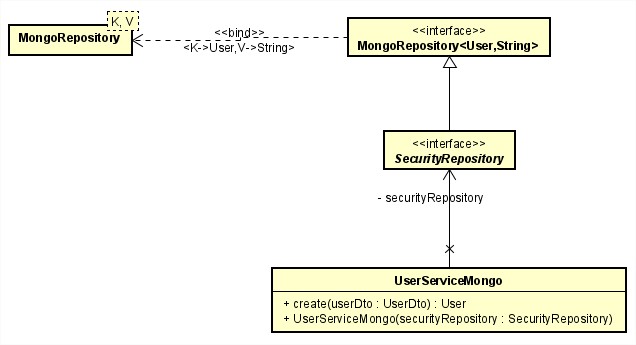 K, V
MongoRepository
<<bind>>
<K->User,V->String>
<<interface>>
MongoRepository<User,String>
<<interface>>
SecurityRepository
- securityRepository
UserServiceMongo
+ create(userDto : UserDto) : User
+ UserServiceMongo(securityRepository : SecurityRepository)